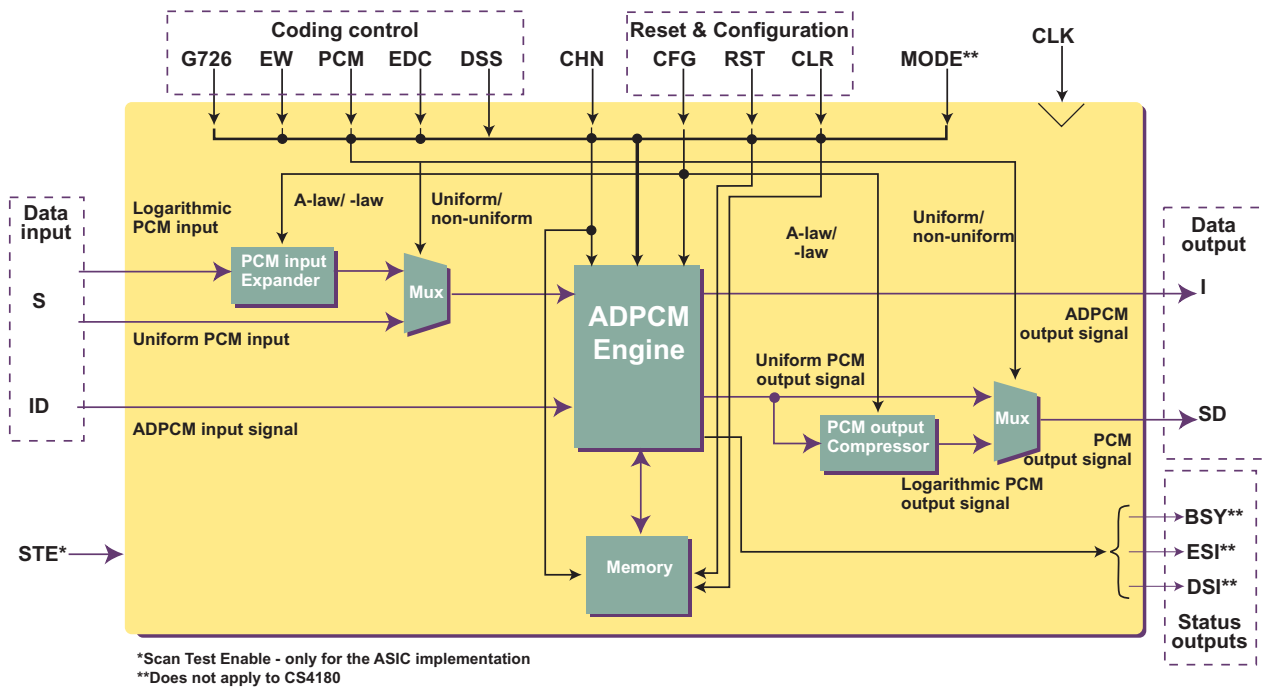 Coding control
Reset & Configuration
G726 EW PCM EDC DSS CHN CFG RST CLR MODE** CLK
Data
input
S
ID
STE*
Logarithmic
PCM input
A-law/ -law
Uniform/
non-uniform
PCM input
Expander
Mux
Uniform PCM input
ADPCM input signal
ADPCM
Engine
Memory
A-law/
-law
Uniform/
non-uniform
Uniform PCM
output signal
PCM output
Compressor
Mux
Logarithmic PCM
output signal
ADPCM
output signal
PCM
output signal
Data
output
I
SD
BSY**
ESI**
DSI**
Status
outputs
*Scan Test Enable - only for the ASIC implementation
**Does not apply to CS4180